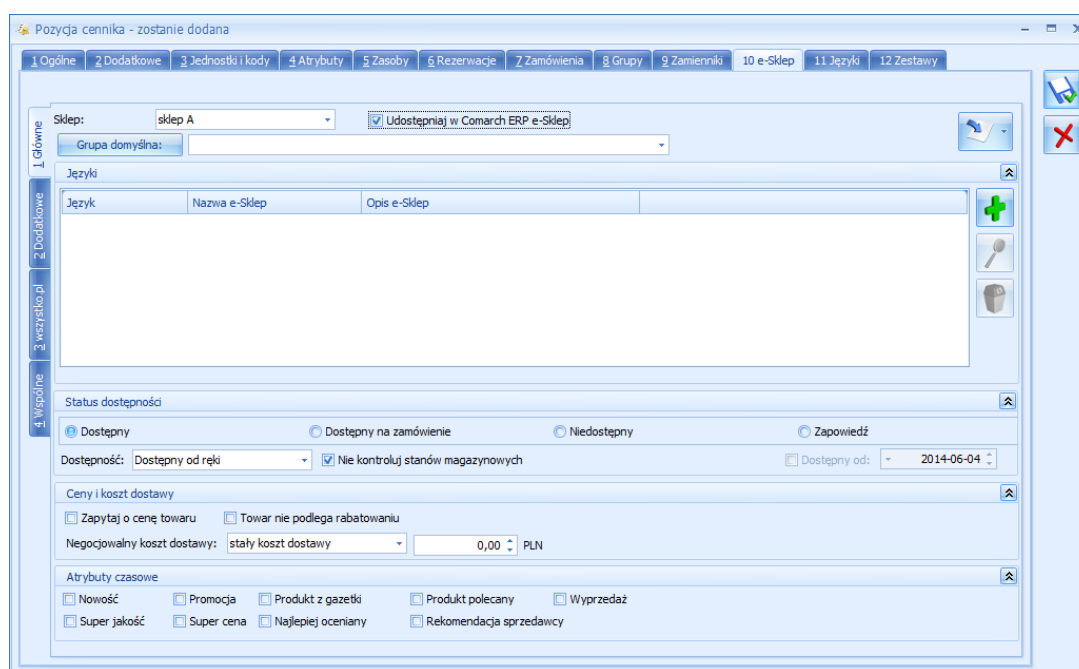 Pozycja cennika - zostanie dodana
1 Ogólne 2 Dodatkowe 3 Jednostki i kody 4 Atrybuty 5 Zasoby 6 Rezerwacje 7 Zamówienia 8 Grupy 9 Zamienniki 10 e-Sklep 11 Języki 12 Zestawy
1 Główne
2 Dodatkowe
3 wszystko.pl
4 Wspólne
Sklep: sklep A Udostępniaj w Comarch ERP e-Sklep
Grupa domyślna:
Języki
Język Nazwa e-Sklep Opis e-Sklep
Status dostępności
Dostępny Dostępny na zamówienie Niedostępny Zapowiedź
Dostępność: Dostępny od ręki Nie kontroluj stanów magazynowych Dostępny od: 2014-06-04
Ceny i koszt dostawy
Zapytaj o cenę towaru Towar nie podlega rabatowaniu
Negocjowalny koszt dostawy: stały koszt dostawy 0,00 PLN
Atrybuty czasowe
Nowość Promocja Produkt z gazetki Produkt polecany Wyprzedaż
Super jakość Super cena Najlepiej oceniany Rekomendacja sprzedawcy